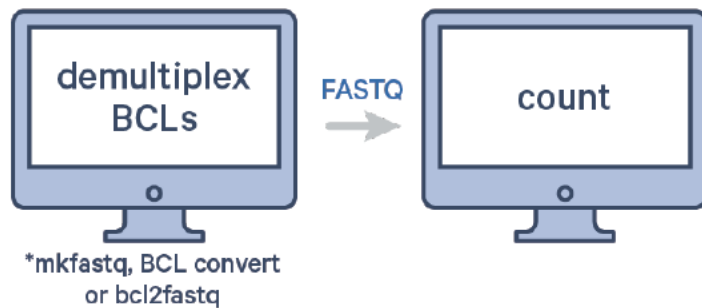 demultiplex
BCLs
FASTQ
count
*mkfastq, BCL convert
or bcl2fastq